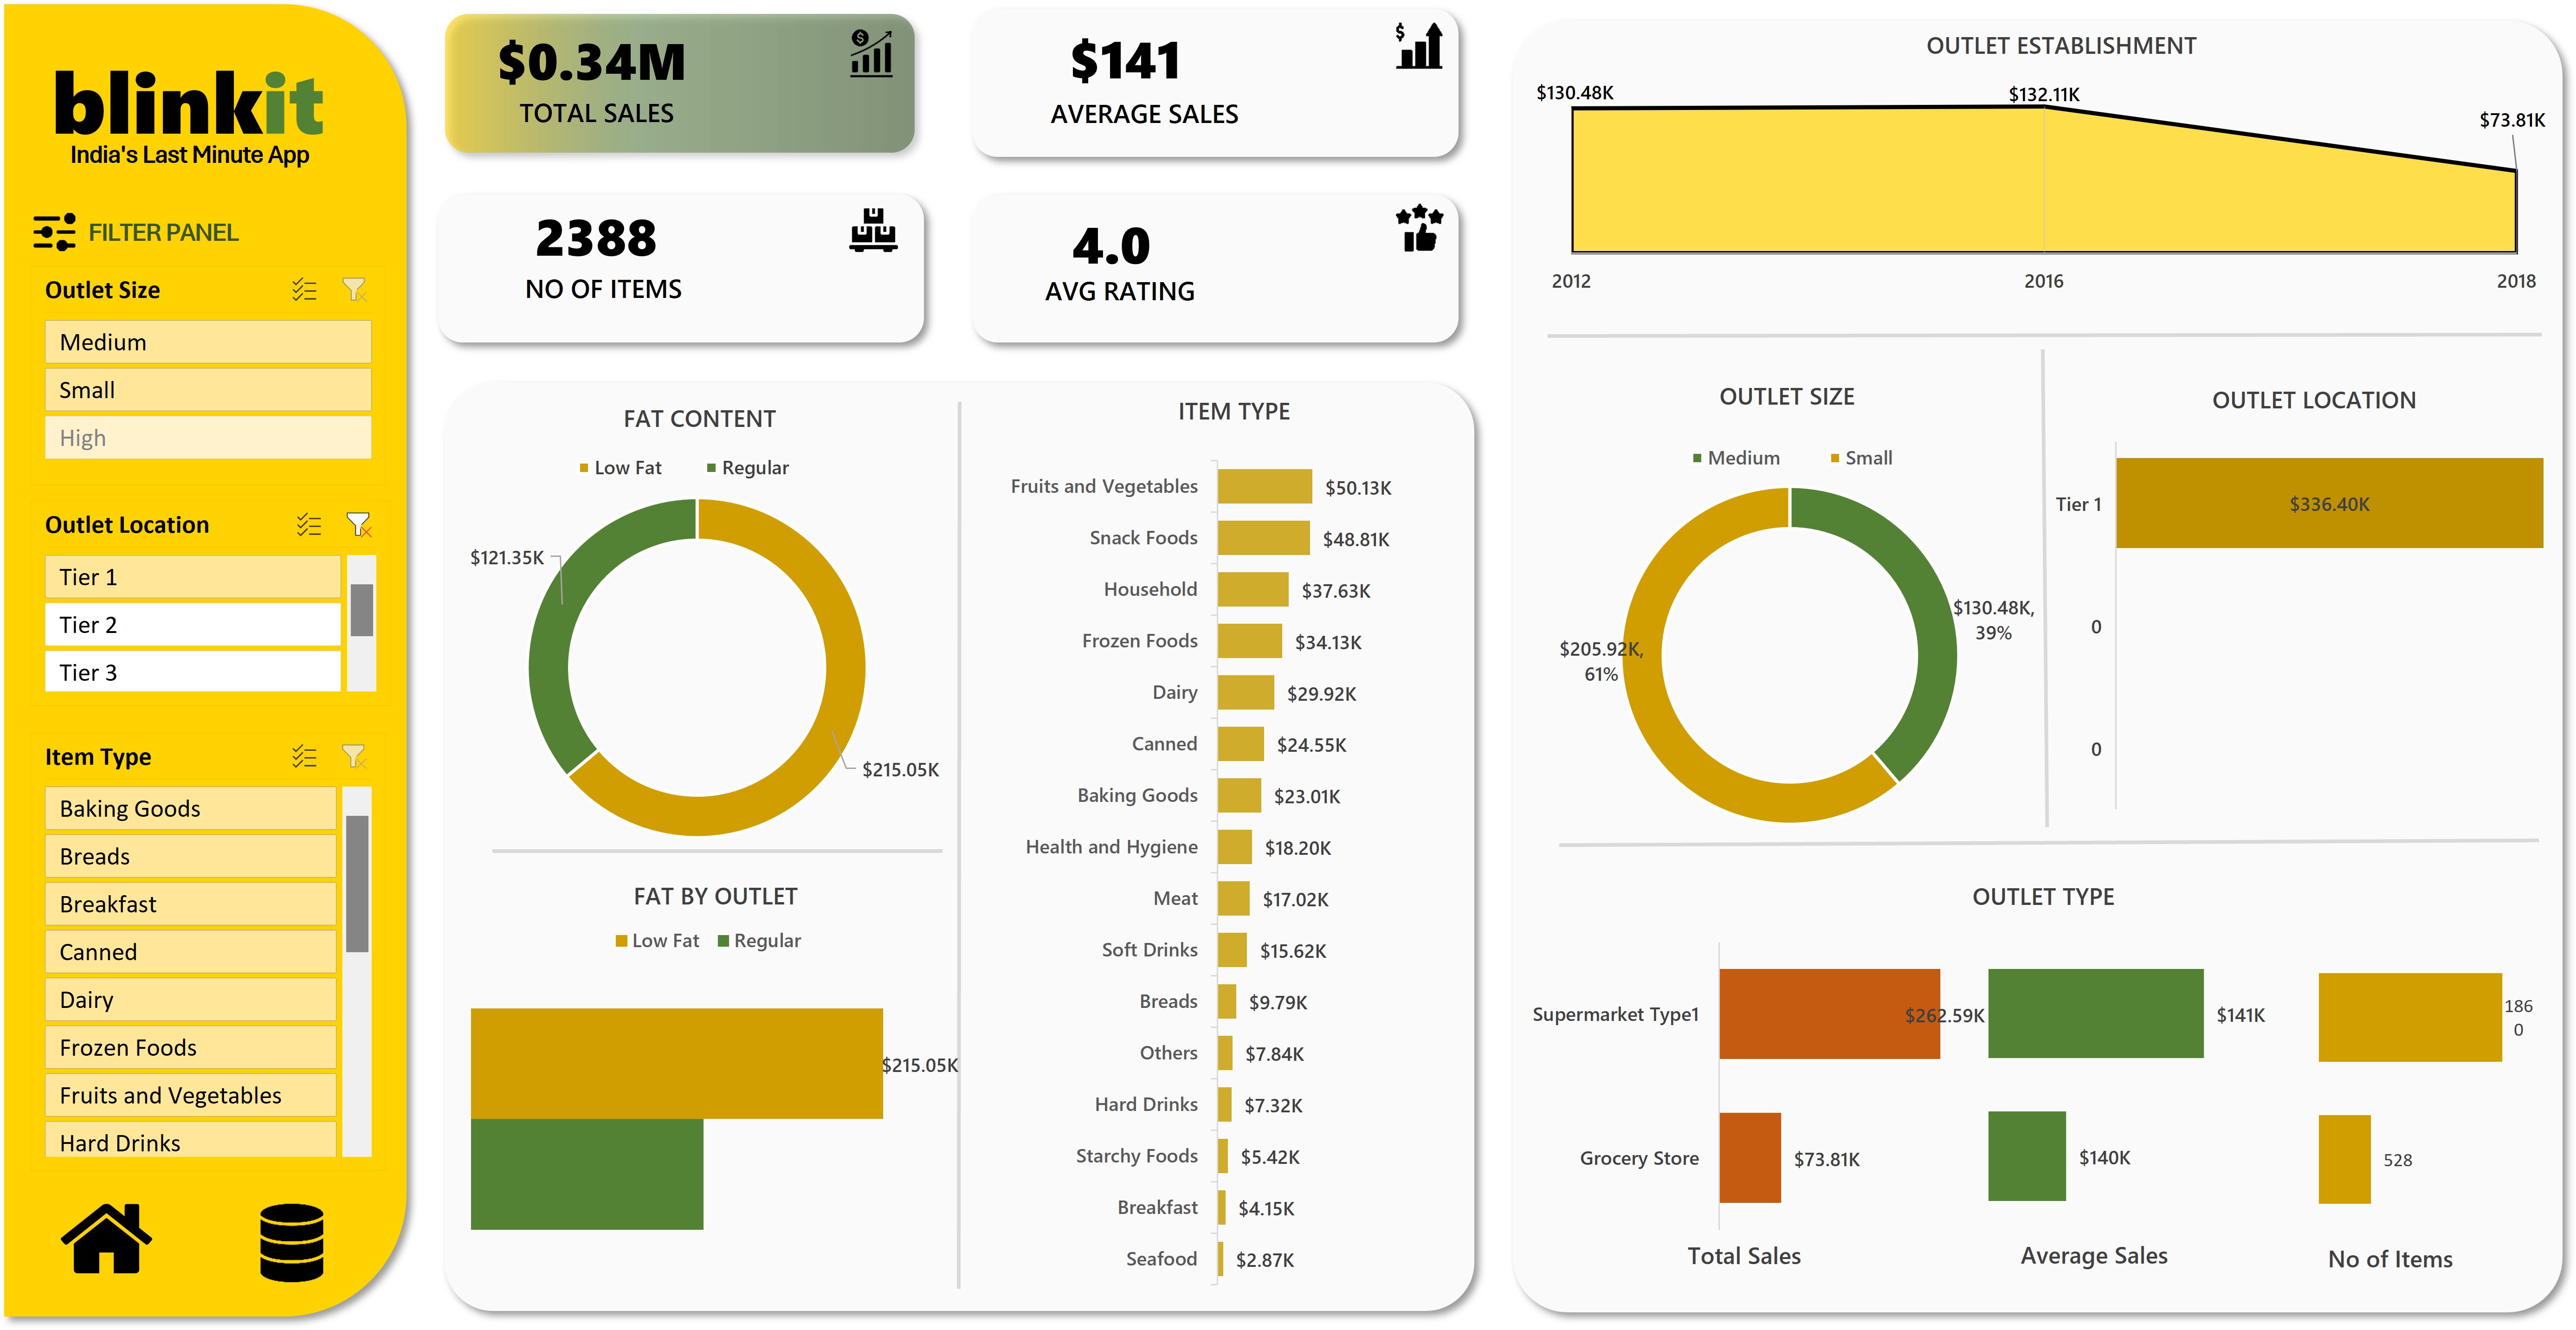 blinkit
India's Last Minute App
FILTER PANEL
Outlet Size
Medium
Small
High
Outlet Location
Tier 1
Tier 2
Tier 3
Item Type
Baking Goods
Breads
Breakfast
Canned
Dairy
Frozen Foods
Fruits and Vegetables
Hard Drinks
$0.34M
TOTAL SALES
$
$141
AVERAGE SALES
$
2388
NO OF ITEMS
4.0
AVG RATING
FAT CONTENT
Low Fat Regular
$121.35K
$215.05K
FAT BY OUTLET
Low Fat Regular
$215.05K
ITEM TYPE
Fruits and Vegetables $50.13K
Snack Foods $48.81K
Household $37.63K
Frozen Foods $34.13K
Dairy $29.92K
Canned $24.55K
Baking Goods $23.01K
Health and Hygiene $18.20K
Meat $17.02K
Soft Drinks $15.62K
Breads $9.79K
Others $7.84K
Hard Drinks $7.32K
Starchy Foods $5.42K
Breakfast $4.15K
Seafood $2.87K
OUTLET ESTABLISHMENT
$130.48K $132.11K $73.81K
2012 2016 2018
OUTLET SIZE
Medium Small
$130.48K,
39%
$205.92K,
61%
OUTLET LOCATION
Tier 1 $336.40K
0
0
OUTLET TYPE
Supermarket Type1 $262.59K $141K 186
0
Grocery Store $73.81K $140K 528
Total Sales Average Sales No of Items